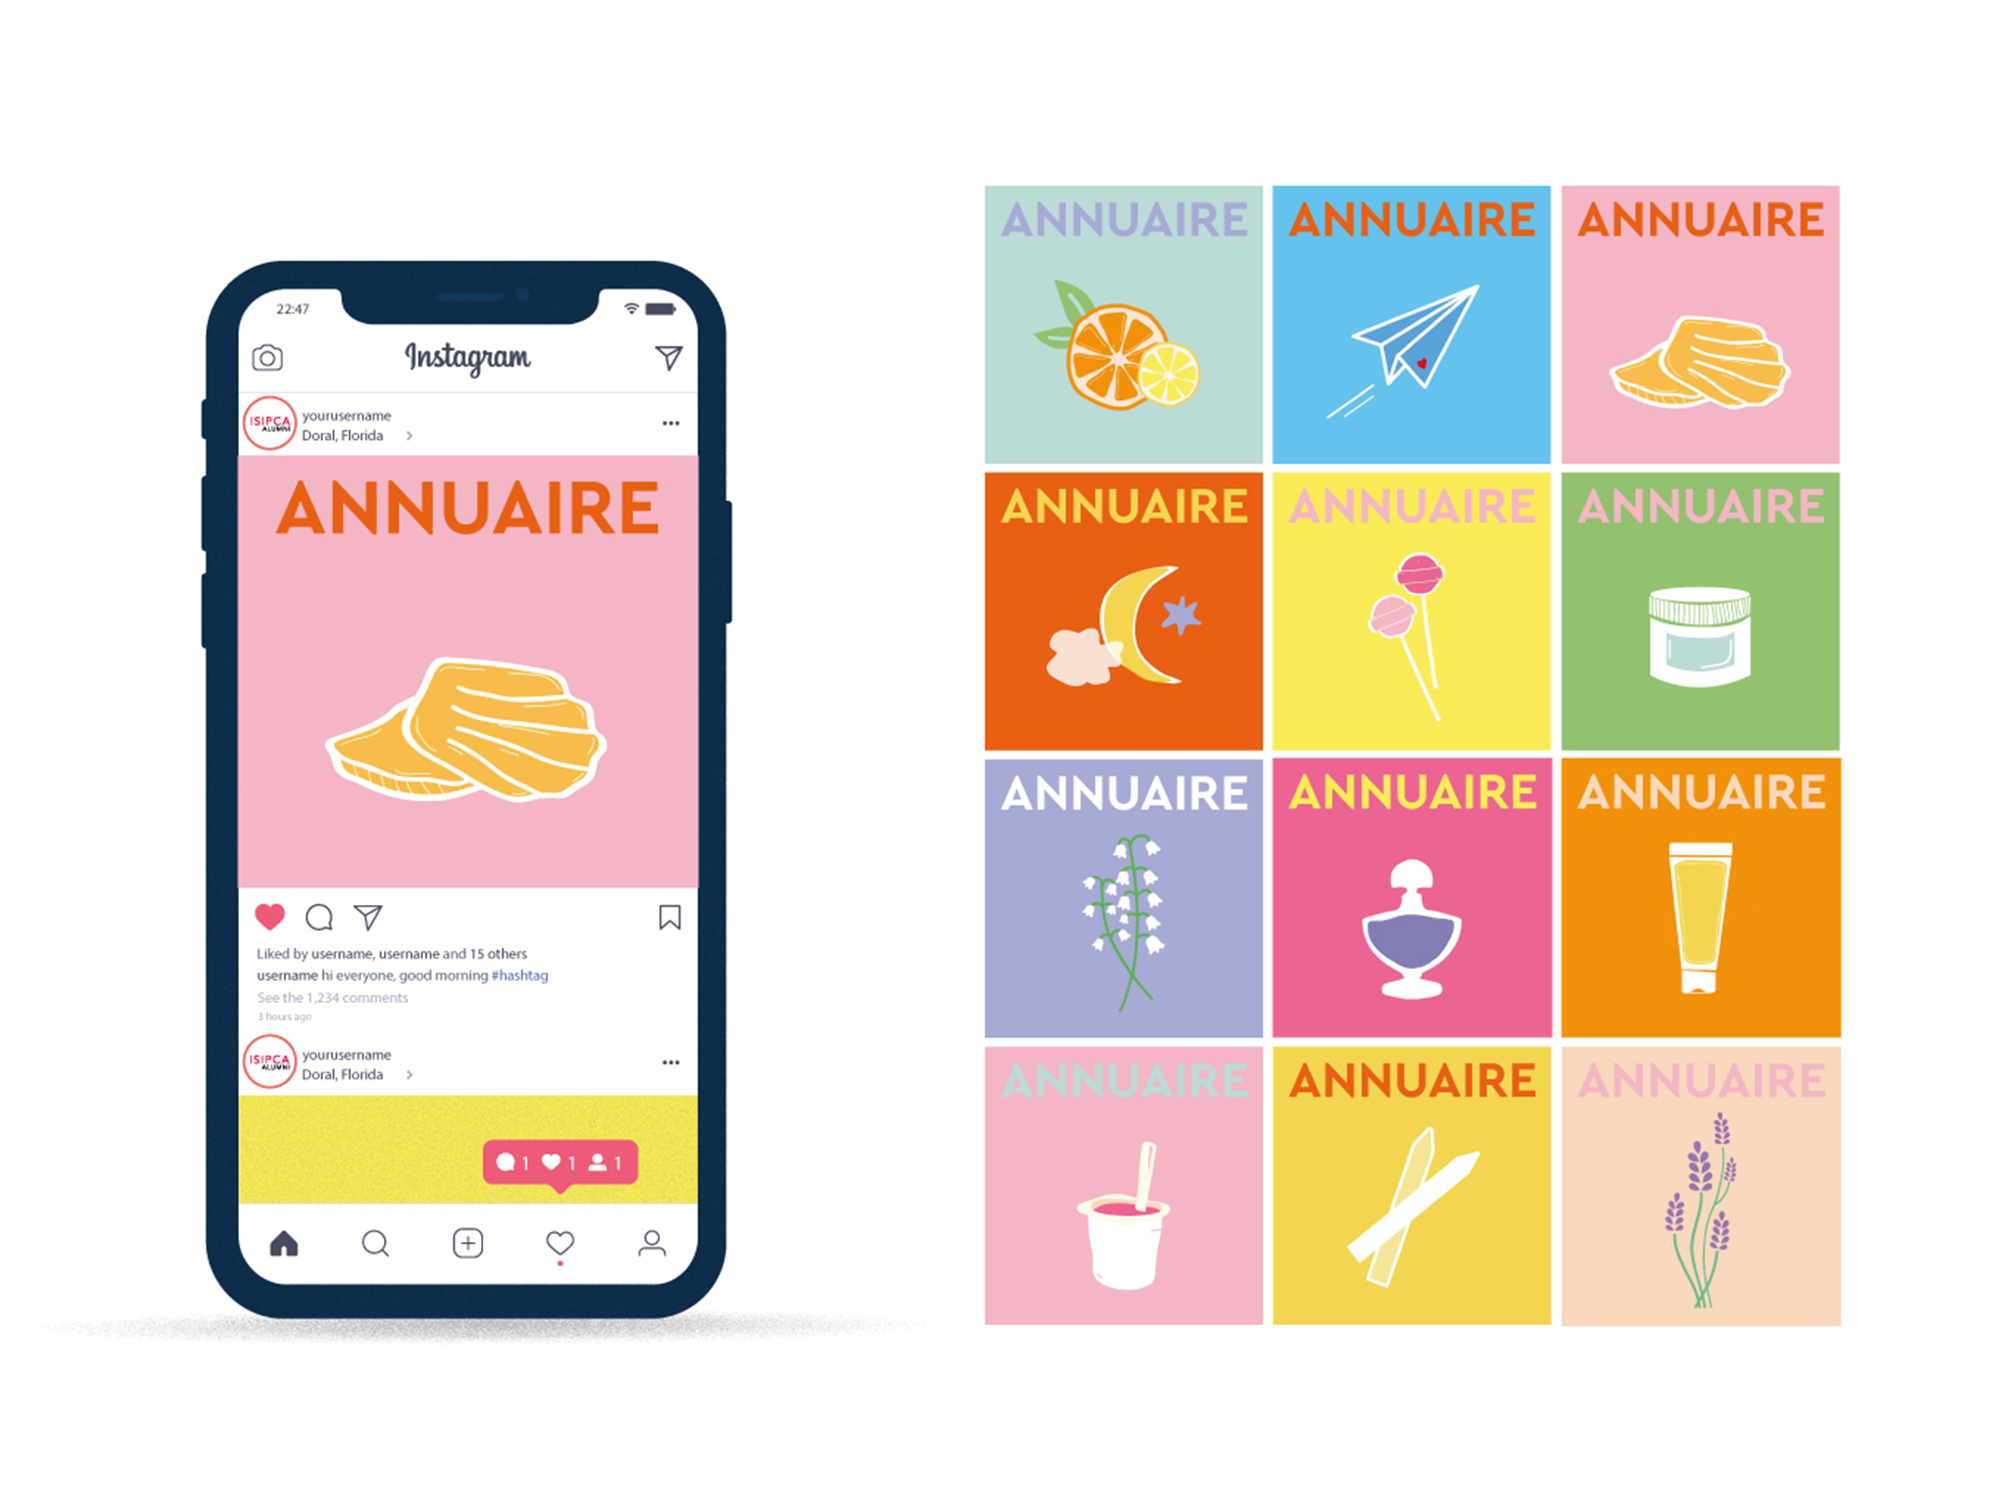 22:47
Instagram
ISIPCA
ALUMNI
yourusername
Doral, Florida
ANNUAIRE
Liked by username, username and 15 others
username hi everyone, good morning #hashtag
See the 1,234 comments
3 hours ago
ISIPCA
ALUMNI
yourusername
Doral, Florida
1 1 1
ANNUAIRE
ANNUAIRE
ANNUAIRE
ANNUAIRE
ANNUAIRE
ANNUAIRE
ANNUAIRE
ANNUAIRE
ANNUAIRE
ANNUAIRE
ANNUAIRE
ANNUAIRE